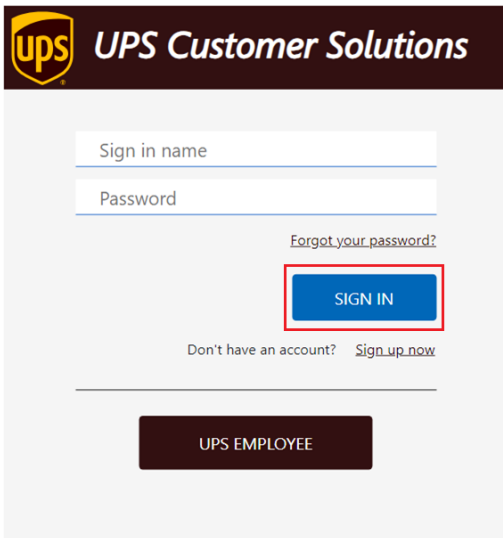 ups UPS Customer Solutions
Sign in name
Password
Forgot your password?
SIGN IN
Don't have an account? Sign up now
UPS EMPLOYEE